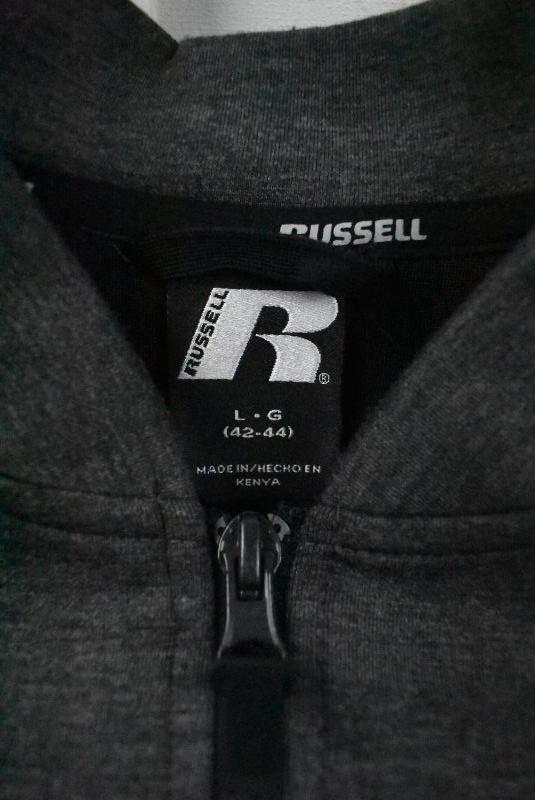 RUSSELL
RUSSELL
R
®
L • G
(42-44)
MADE IN/HECHO EN
KENYA